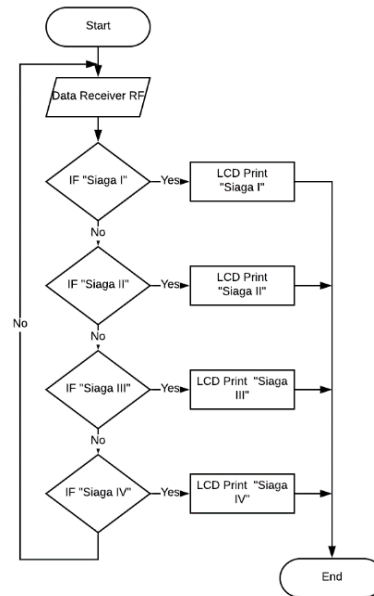 Start
Data Receiver RF
IF "Siaga I"
Yes
LCD Print
"Siaga I"
No
IF "Siaga II"
Yes
LCD Print
"Siaga II"
No
No
IF "Siaga III"
Yes
LCD Print "Siaga
III"
No
IF "Siaga IV"
Yes
LCD Print "Siaga
IV"
End